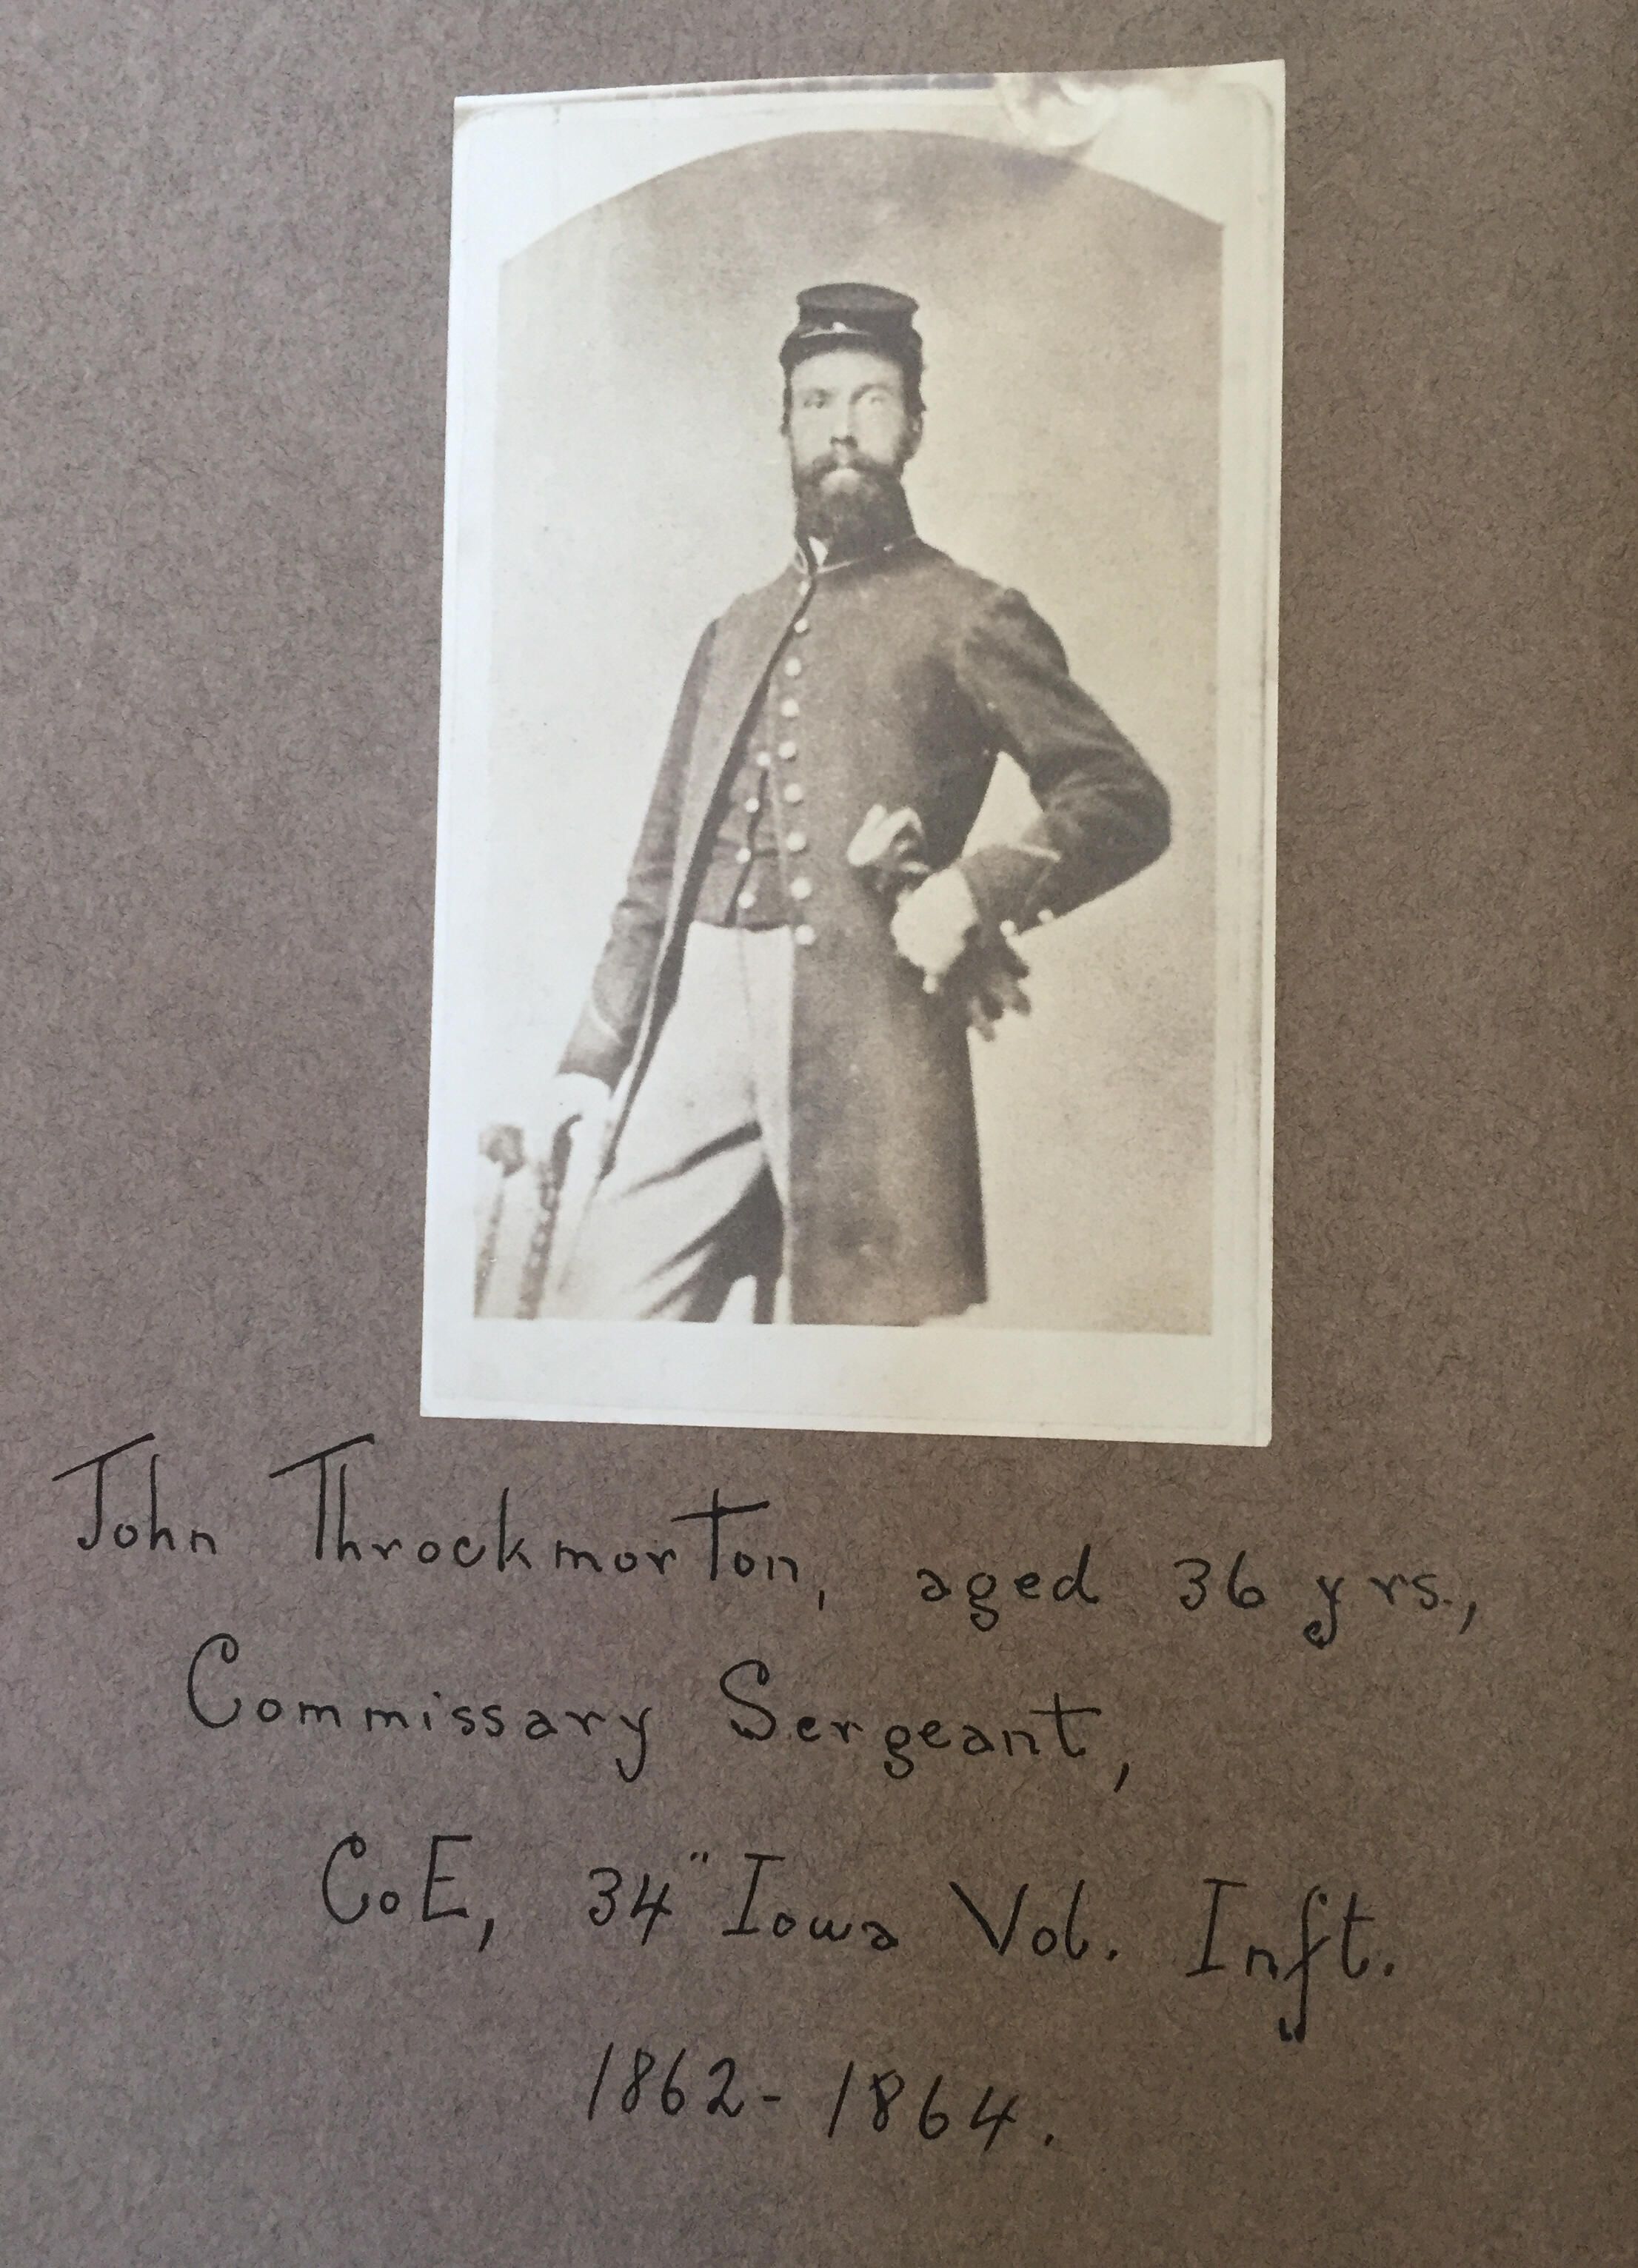 John Throckmorton, aged 36 yrs.,
Commissary Sergeant,
Co E, 34" Iowa Vol. Inft.
1862-1864.